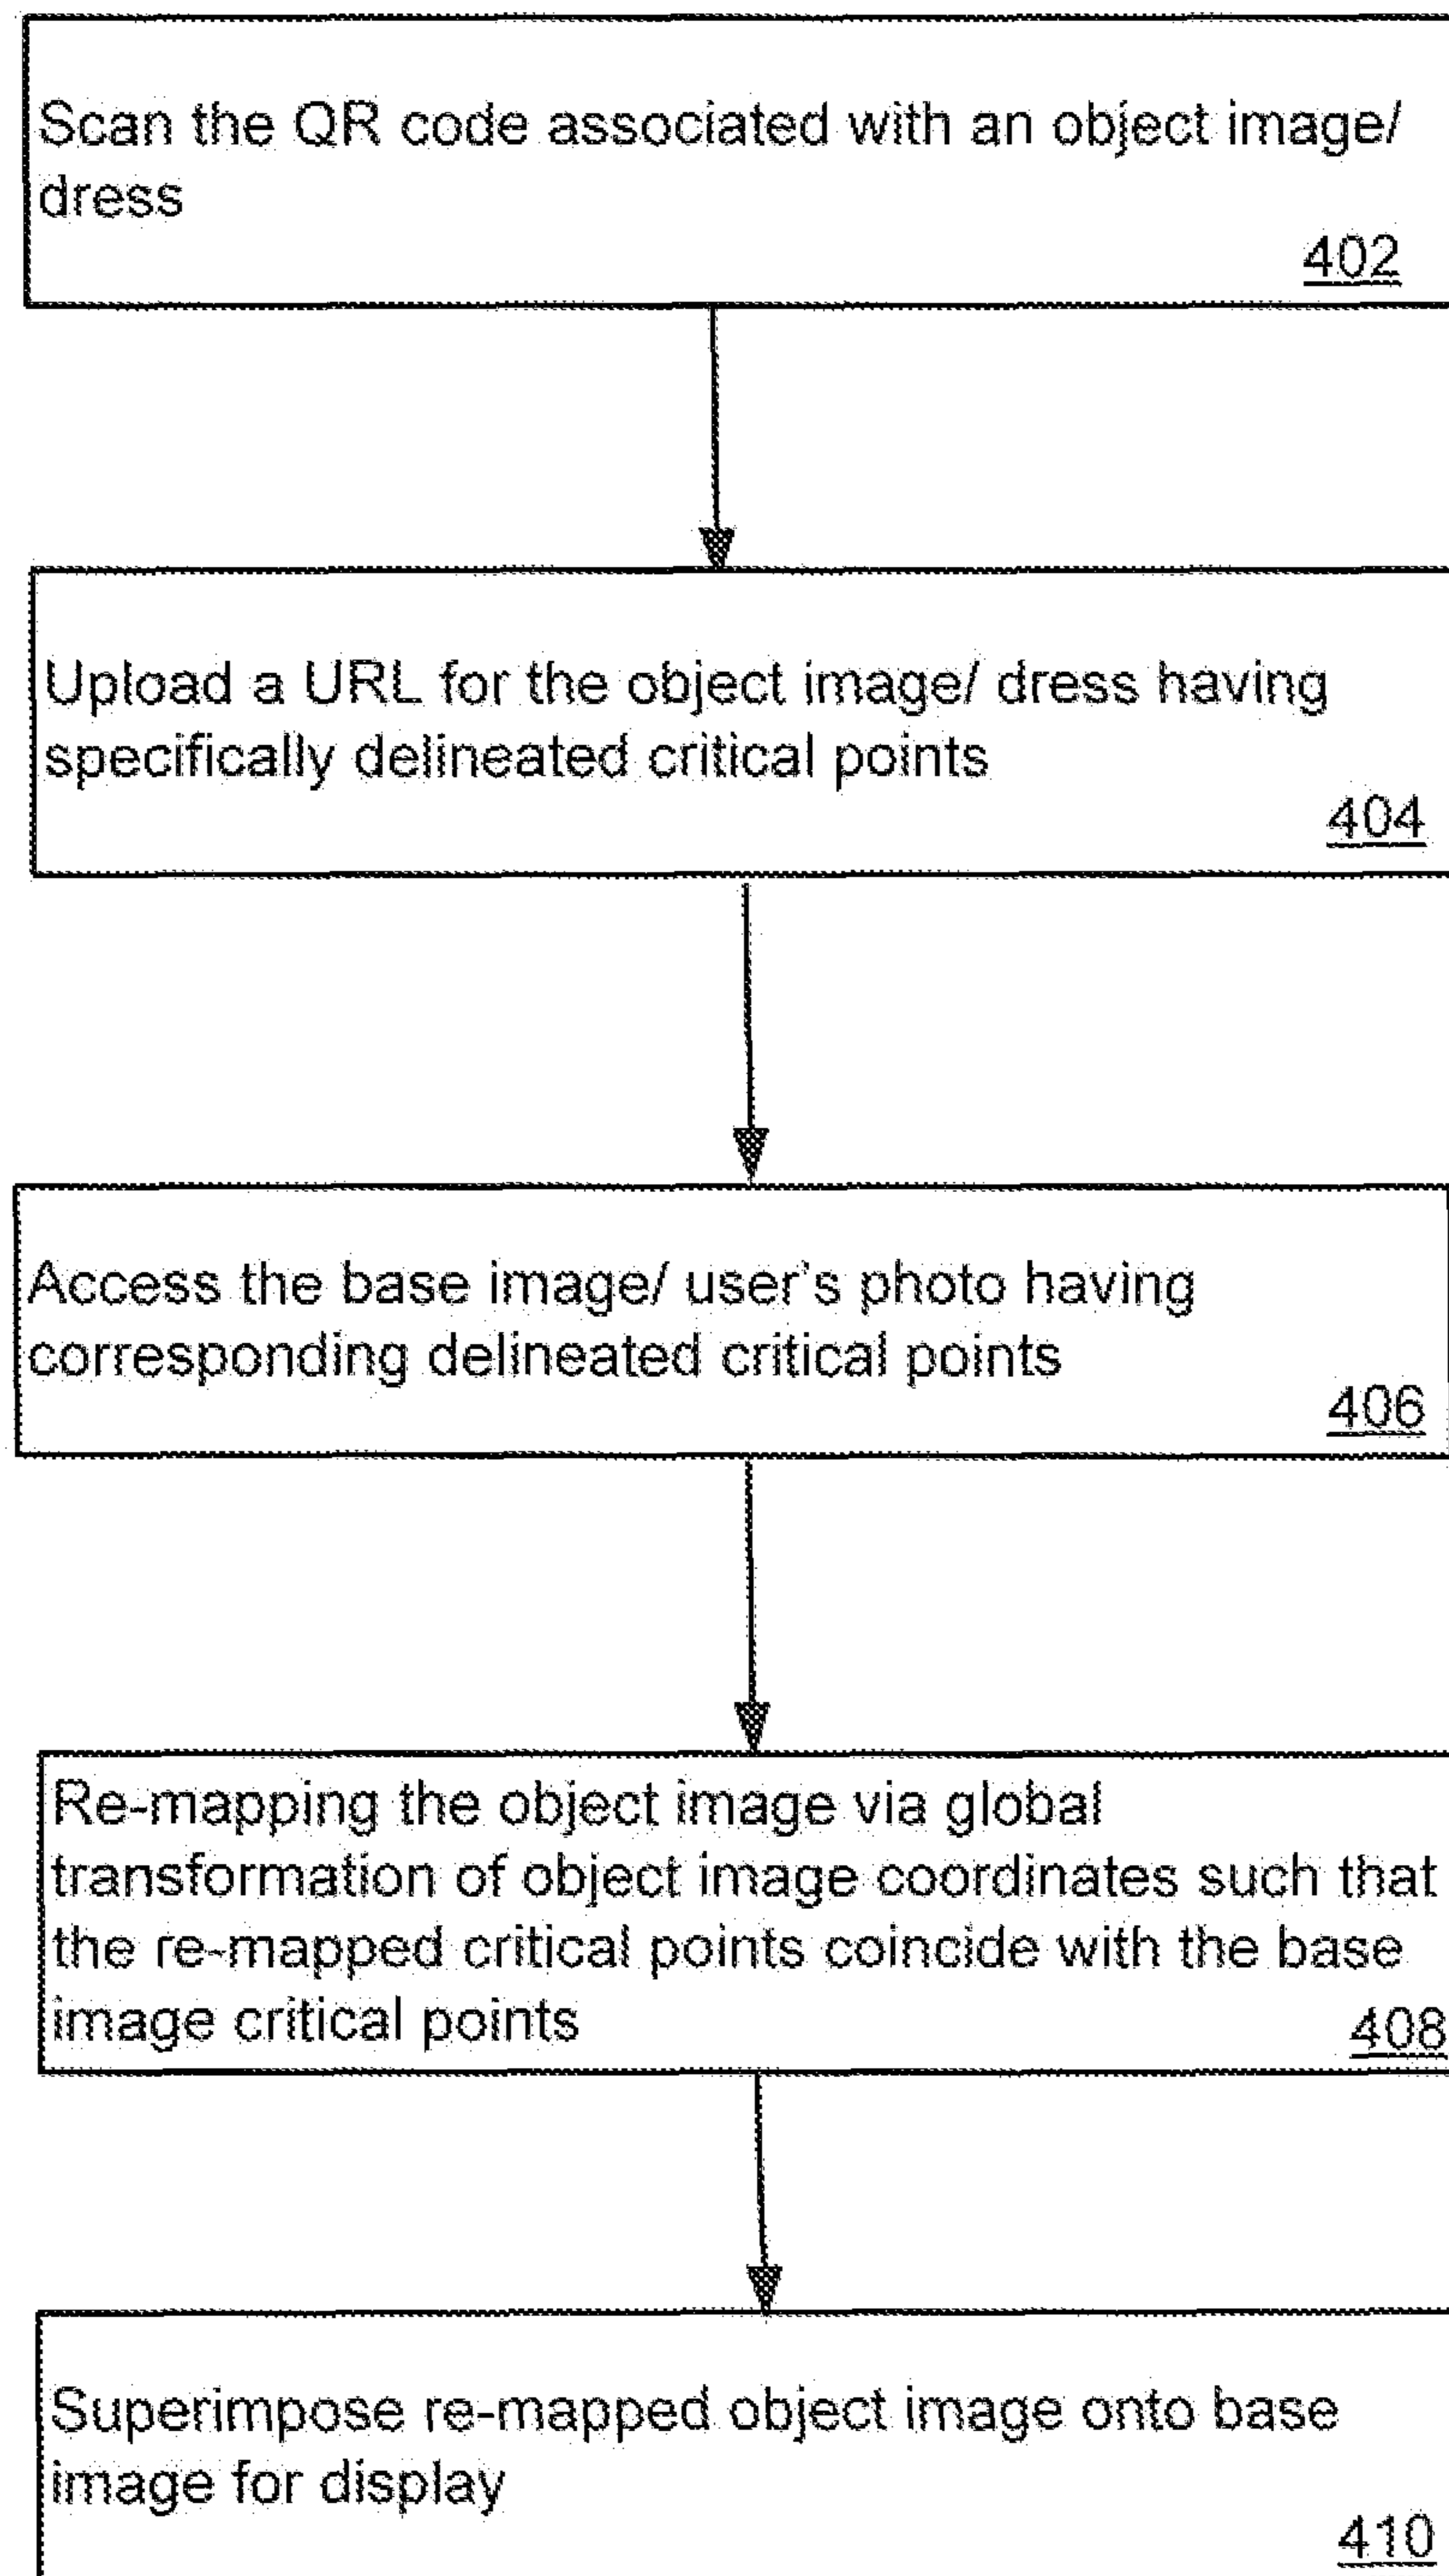 Scan the QR code associated with an object image/
dress
402
Upload a URL for the object image/ dress having
specifically delineated critical points
404
Access the base image/ user's photo having
corresponding delineated critical points
406
Re-mapping the object image via global
transformation of object image coordinates such that
the re-mapped critical points coincide with the base
image critical points
408
Superimpose re-mapped object image onto base
image for display
410